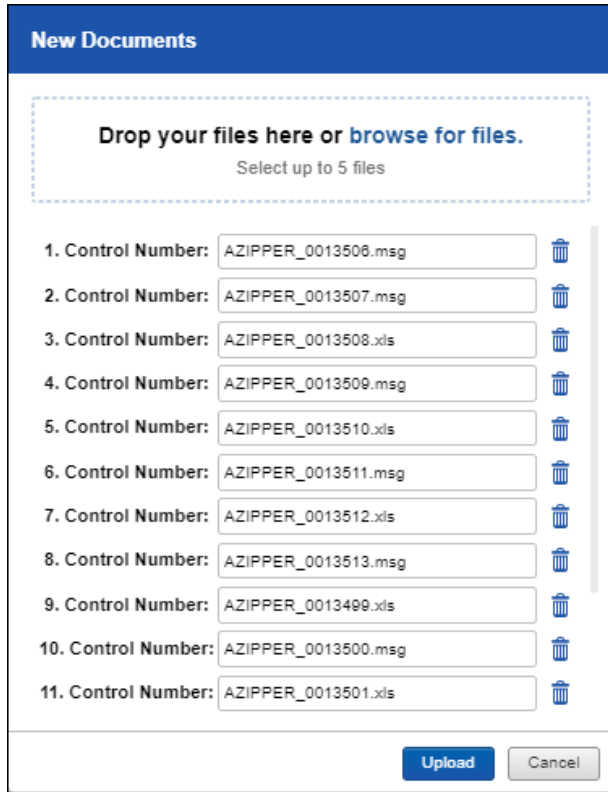 New Documents
Drop your files here or browse for files.
Select up to 5 files
1. Control Number: AZIPPER_0013506.msg
2. Control Number: AZIPPER_0013507.msg
3. Control Number: AZIPPER_0013508.xls
4. Control Number: AZIPPER_0013509.msg
5. Control Number: AZIPPER_0013510.xls
6. Control Number: AZIPPER_0013511.msg
7. Control Number: AZIPPER_0013512.xls
8. Control Number: AZIPPER_0013513.msg
9. Control Number: AZIPPER_0013499.xls
10. Control Number: AZIPPER_0013500.msg
11. Control Number: AZIPPER_0013501.xls
Upload Cancel